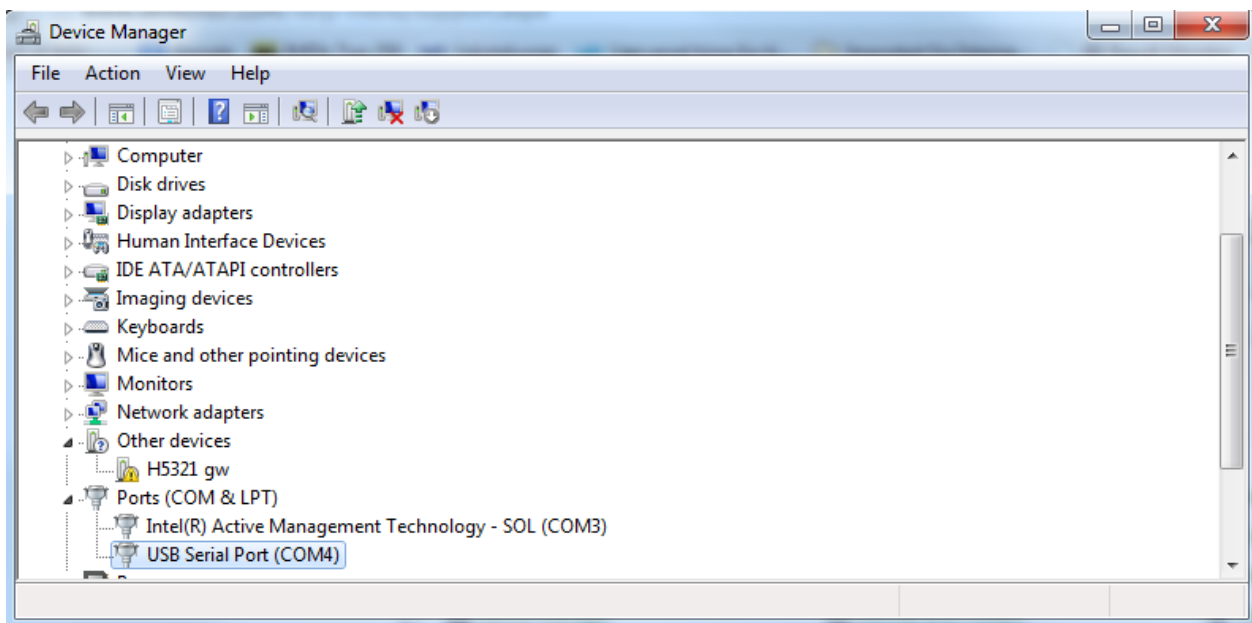 Device Manager
File Action View Help
Computer
Disk drives
Display adapters
Human Interface Devices
IDE ATA/ATAPI controllers
Imaging devices
Keyboards
Mice and other pointing devices
Monitors
Network adapters
Other devices
H5321 gw
Ports (COM & LPT)
Intel(R) Active Management Technology - SOL (COM3)
USB Serial Port (COM4)